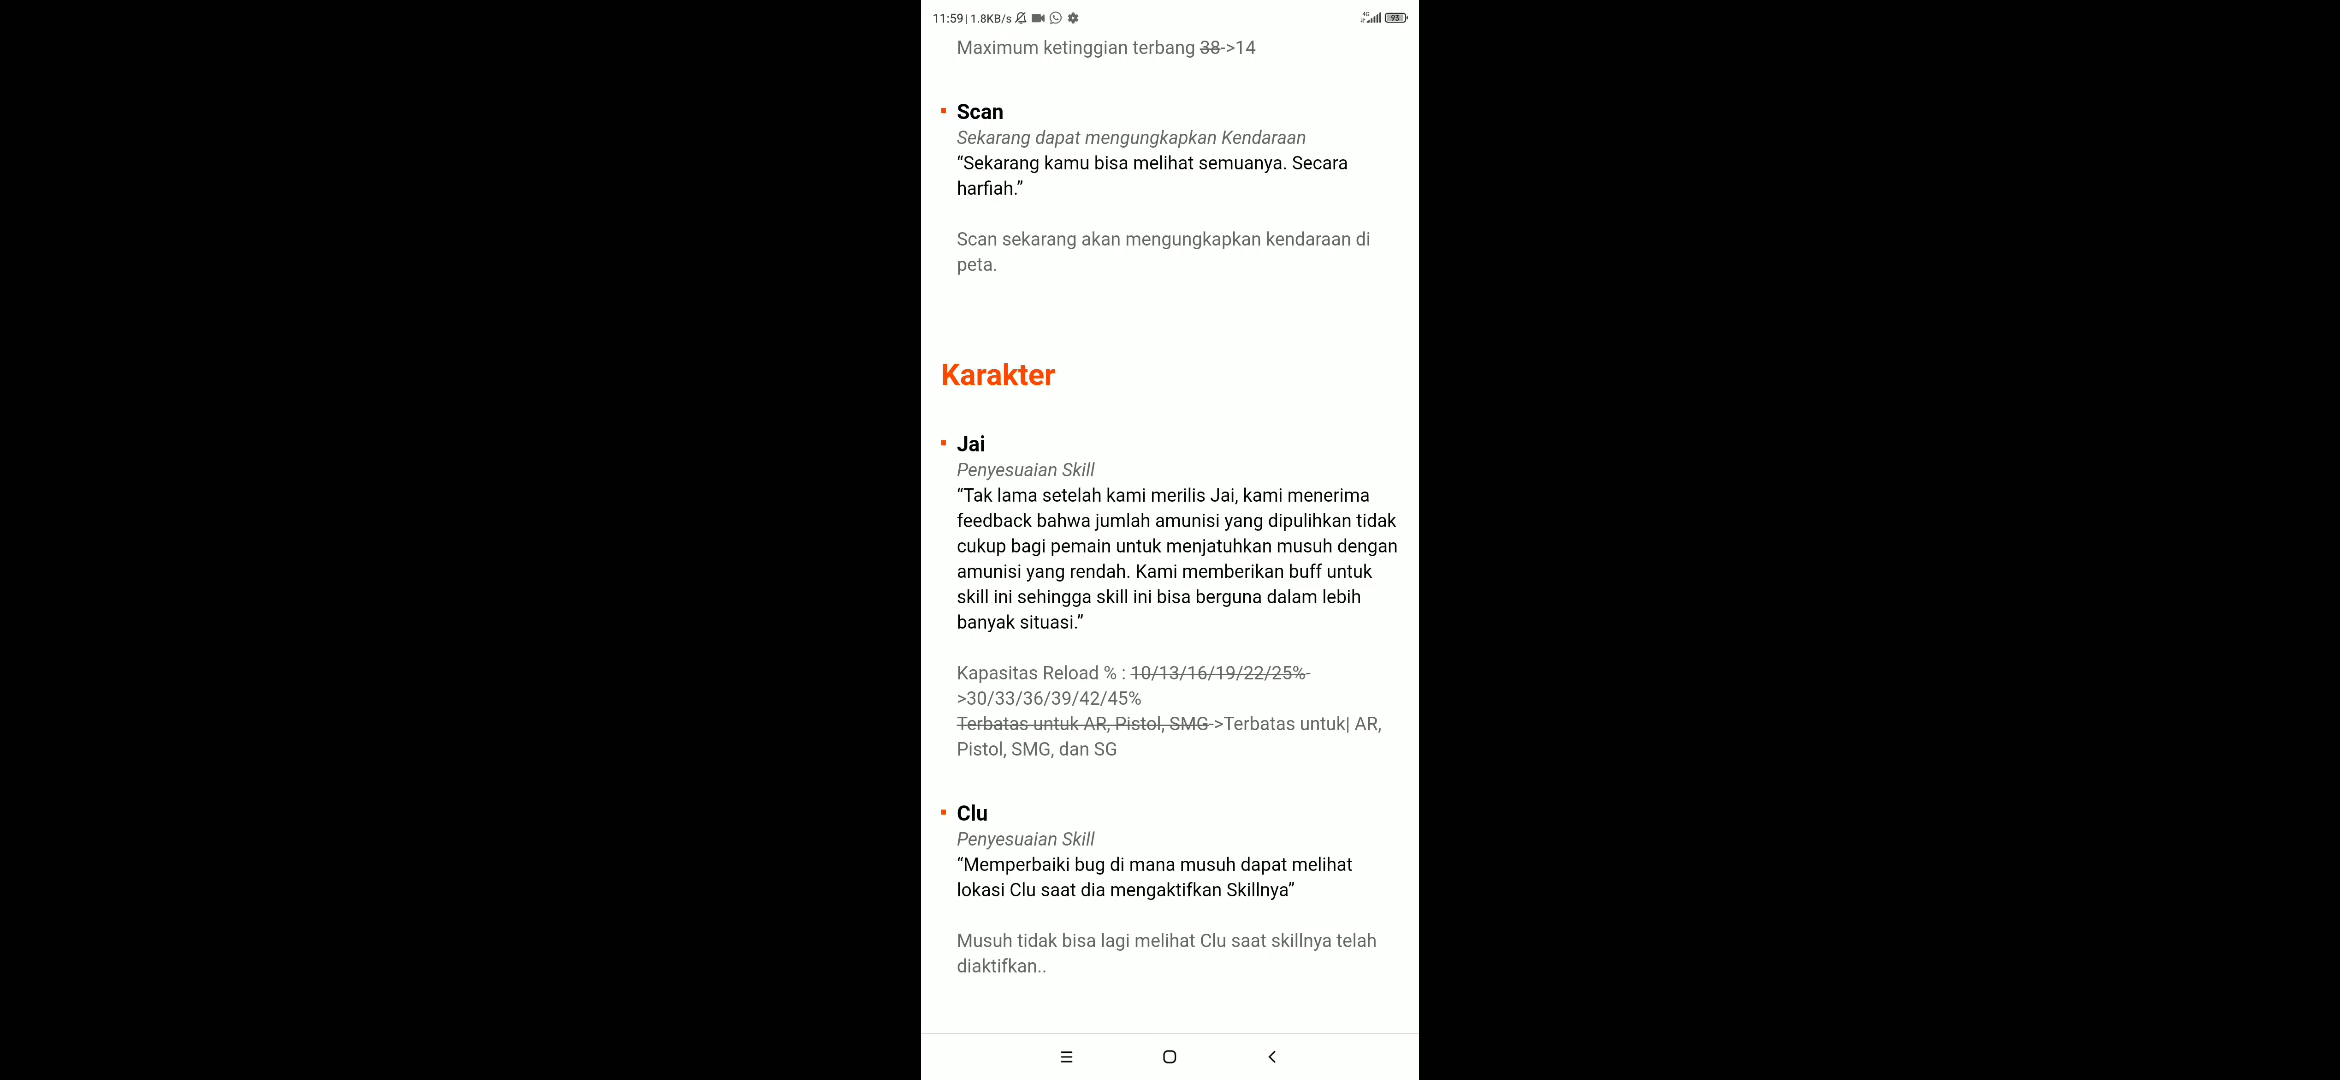 11:59 | 1.8KB/s
4G
93
Maximum ketinggian terbang 38->14
Scan
Sekarang dapat mengungkapkan Kendaraan
“Sekarang kamu bisa melihat semuanya. Secara
harfiah.”
Scan sekarang akan mengungkapkan kendaraan di
peta.
Karakter
Jai
Penyesuaian Skill
“Tak lama setelah kami merilis Jai, kami menerima
feedback bahwa jumlah amunisi yang dipulihkan tidak
cukup bagi pemain untuk menjatuhkan musuh dengan
amunisi yang rendah. Kami memberikan buff untuk
skill ini sehingga skill ini bisa berguna dalam lebih
banyak situasi.”
Kapasitas Reload % : 10/13/16/19/22/25%-
>30/33/36/39/42/45%
Terbatas untuk AR, Pistol, SMG->Terbatas untuk| AR,
Pistol, SMG, dan SG
Clu
Penyesuaian Skill
“Memperbaiki bug di mana musuh dapat melihat
lokasi Clu saat dia mengaktifkan Skillnya”
Musuh tidak bisa lagi melihat Clu saat skillnya telah
diaktifkan..